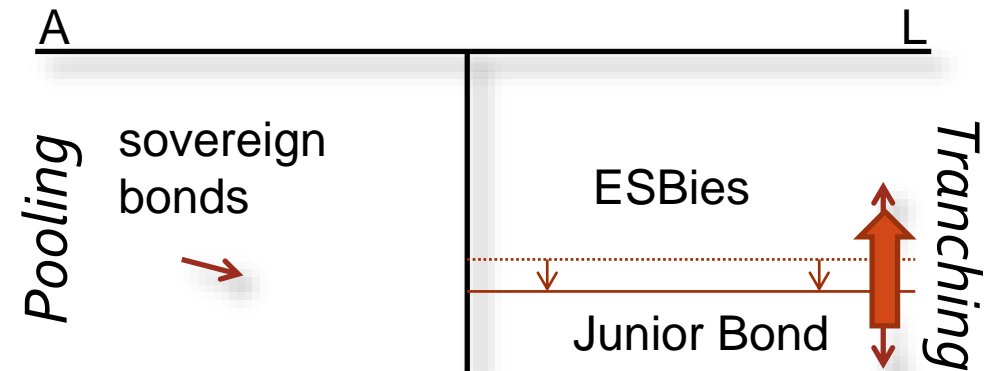 A
L
Pooling
sovereign
bonds
ESBies
Junior Bond
Tranching